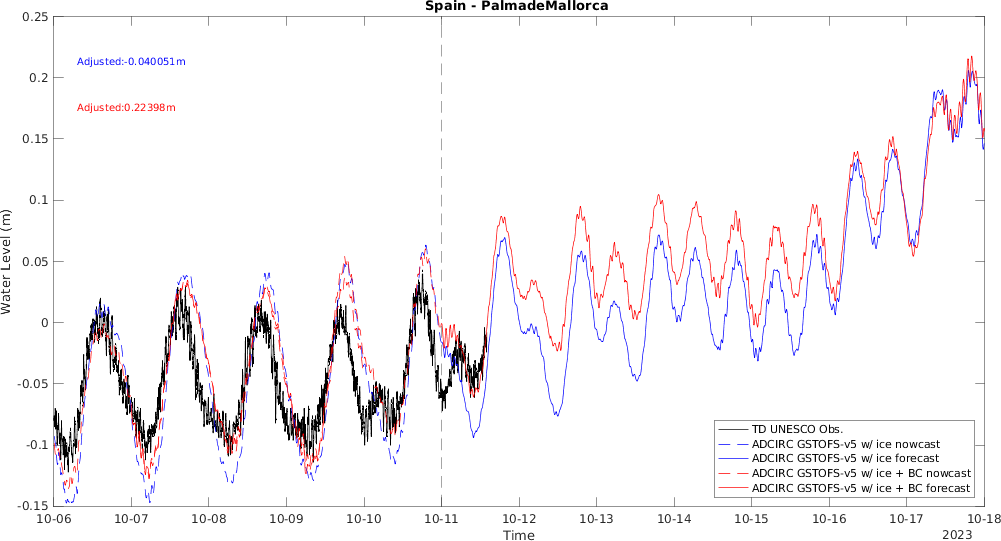 Spain - PalmadeMallorca
0.25
0.2
0.15
0.1
0.05
0
-0.05
-0.1
-0.15
Water Level (m)
Adjusted:-0.040051m
Adjusted:0.22398m
TD UNESCO Obs.
ADCIRC GSTOFS-v5 w/ ice nowcast
ADCIRC GSTOFS-v5 w/ ice forecast
ADCIRC GSTOFS-v5 w/ ice + BC nowcast
ADCIRC GSTOFS-v5 w/ ice + BC forecast
10-06 10-07 10-08 10-09 10-10 10-11 10-12 10-13 10-14 10-15 10-16 10-17 10-18
Time
2023